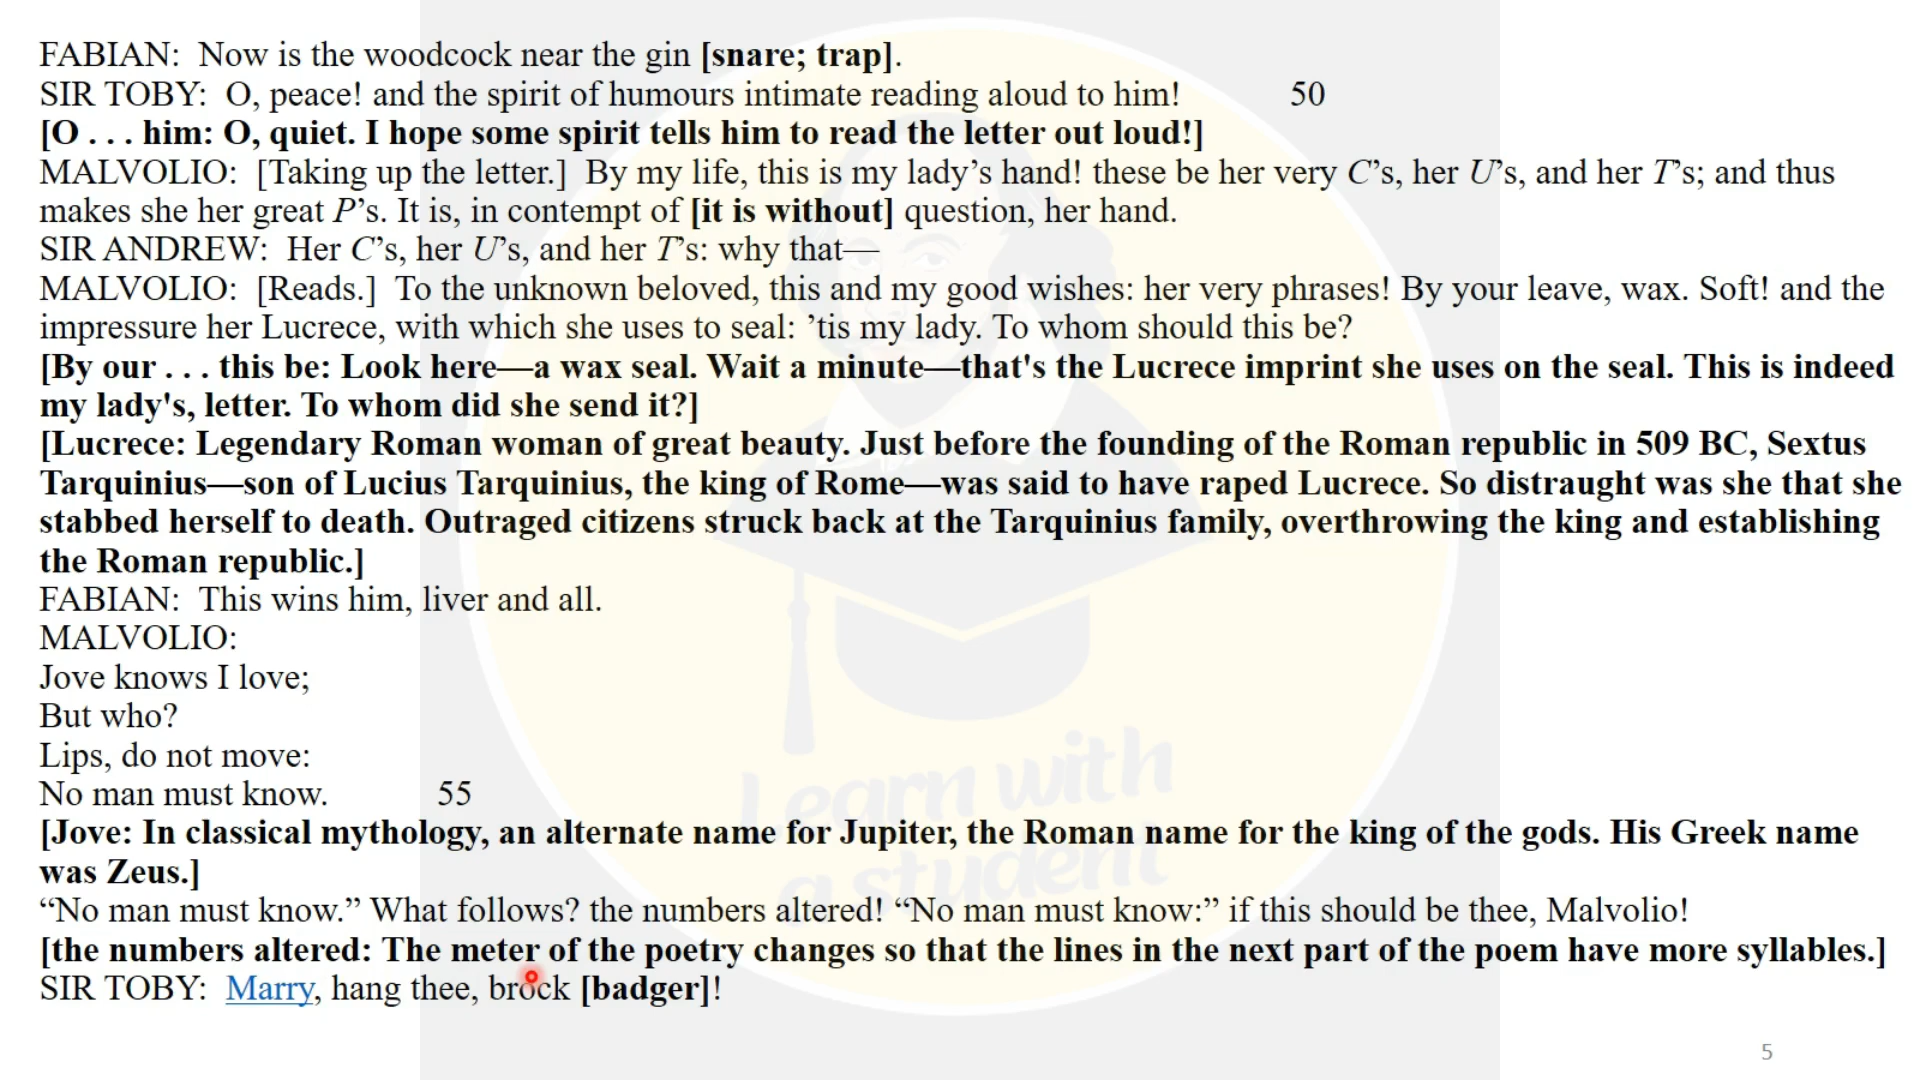 FABIAN:  Now is the woodcock near the gin [snare; trap].
SIR TOBY:  O, peace! and the spirit of humours intimate reading aloud to him!     50
[O . . . him: O, quiet. I hope some spirit tells him to read the letter out loud!]
MALVOLIO:  [Taking up the letter.]  By my life, this is my lady’s hand! these be her very C’s, her U’s, and her T’s; and thus
makes she her great P’s. It is, in contempt of [it is without] question, her hand.
SIR ANDREW:  Her C’s, her U’s, and her T’s: why that—
MALVOLIO:  [Reads.]  To the unknown beloved, this and my good wishes: her very phrases! By your leave, wax. Soft! and the
impressure her Lucrece, with which she uses to seal: ’tis my lady. To whom should this be?
[By our . . . this be: Look here—a wax seal. Wait a minute—that's the Lucrece imprint she uses on the seal. This is indeed
my lady's, letter. To whom did she send it?]
[Lucrece: Legendary Roman woman of great beauty. Just before the founding of the Roman republic in 509 BC, Sextus
Tarquinius—son of Lucius Tarquinius, the king of Rome—was said to have raped Lucrece. So distraught was she that she
stabbed herself to death. Outraged citizens struck back at the Tarquinius family, overthrowing the king and establishing
the Roman republic.]
FABIAN:  This wins him, liver and all.
MALVOLIO:
Jove knows I love;
But who?
Lips, do not move:
No man must know.     55
[Jove: In classical mythology, an alternate name for Jupiter, the Roman name for the king of the gods. His Greek name
was Zeus.]
“No man must know.” What follows? the numbers altered! “No man must know:” if this should be thee, Malvolio!
[the numbers altered: The meter of the poetry changes so that the lines in the next part of the poem have more syllables.]
SIR TOBY:  Marry, hang thee, brock [badger]!
Learn with
a student
5